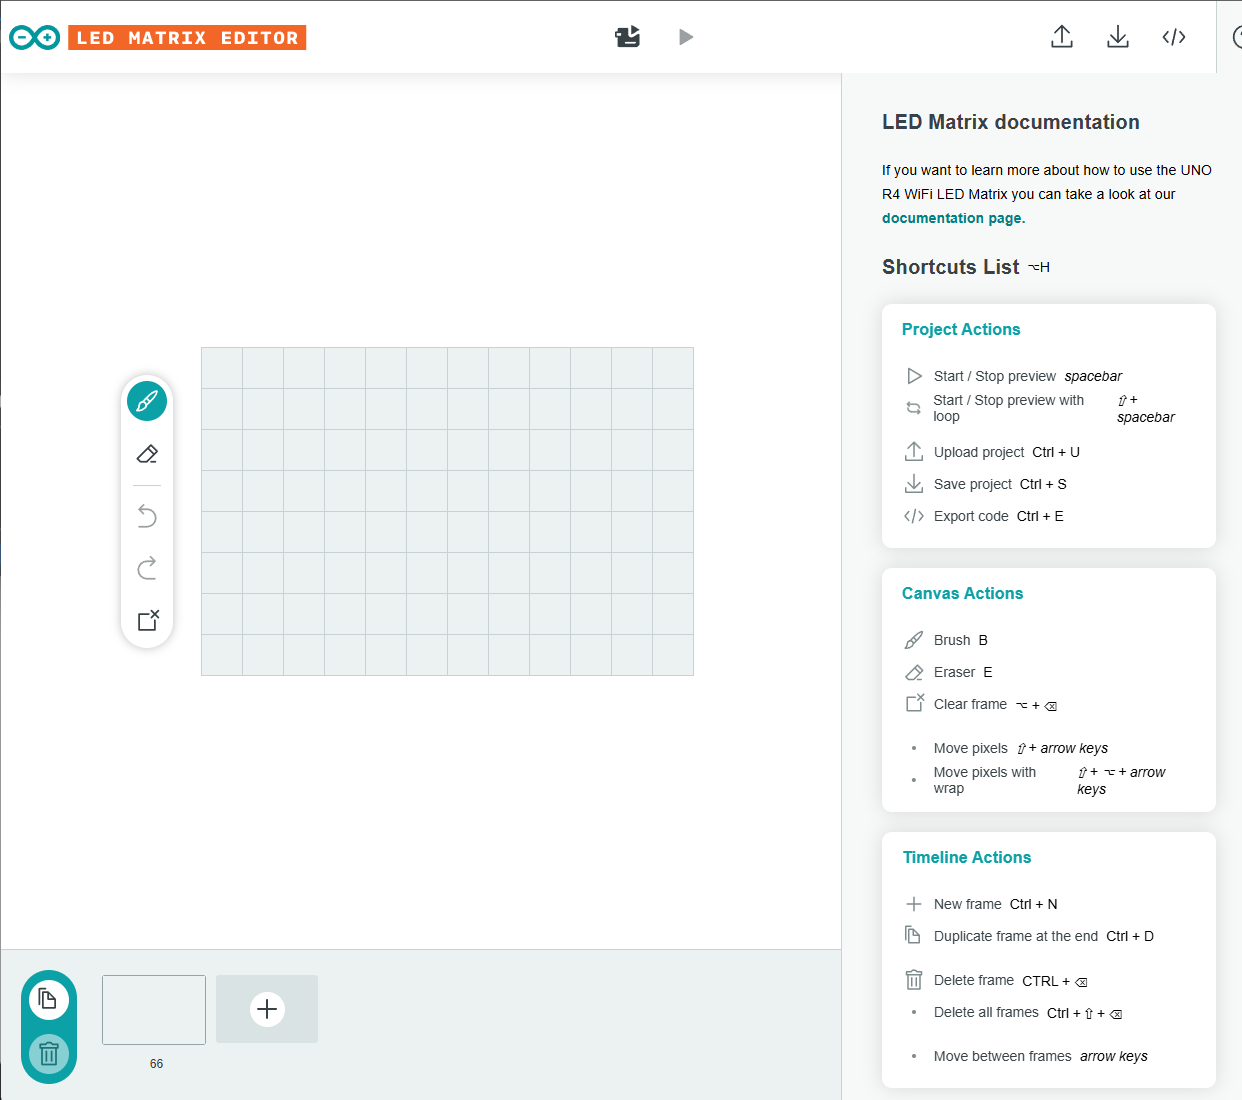 LED MATRIX EDITOR
LED Matrix documentation
If you want to learn more about how to use the UNO
R4 WiFi LED Matrix you can take a look at our
documentation page.
Shortcuts List ⌥H
Project Actions
Start / Stop preview spacebar
Start / Stop preview with
loop
⇧ +
spacebar
Upload project Ctrl + U
Save project Ctrl + S
Export code Ctrl + E
Canvas Actions
Brush B
Eraser E
Clear frame ⌥ + ⌫
Move pixels ⇧ + arrow keys
Move pixels with
wrap
⇧ + ⌥ + arrow
keys
Timeline Actions
New frame Ctrl + N
Duplicate frame at the end Ctrl + D
Delete frame CTRL + ⌫
Delete all frames Ctrl + ⇧ + ⌫
Move between frames arrow keys
66